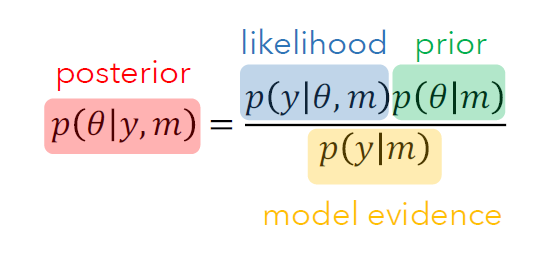 likelihood prior
posterior
p(y|θ, m)p(θ|m)
p(θ|y, m) =
p(y|m)
model evidence